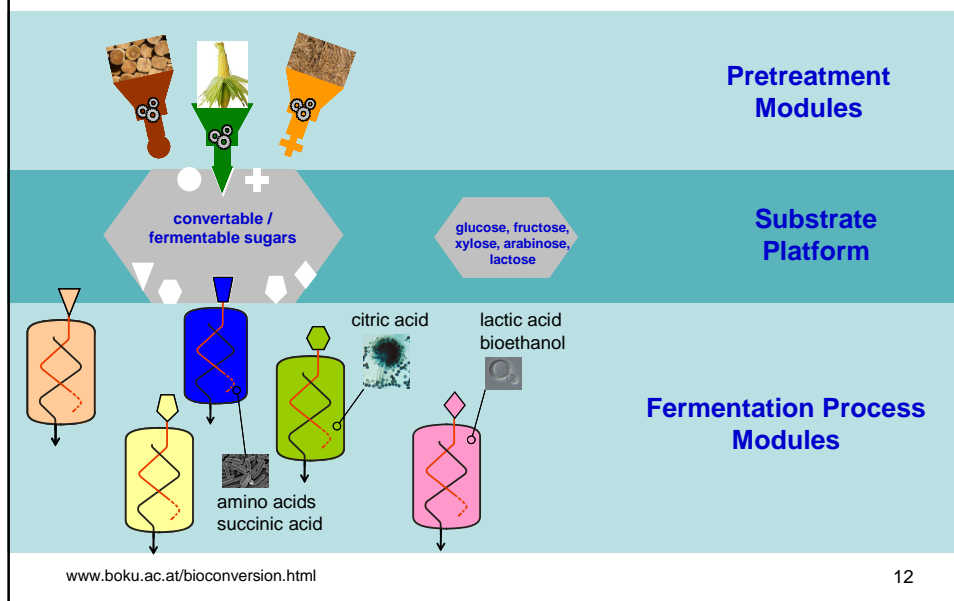 Pretreatment
Modules
convertable /
fermentable sugars
glucose, fructose,
xylose, arabinose,
lactose
Substrate
Platform
citric acid
lactic acid
bioethanol
Fermentation Process
Modules
amino acids
succinic acid
www.boku.ac.at/bioconversion.html
12